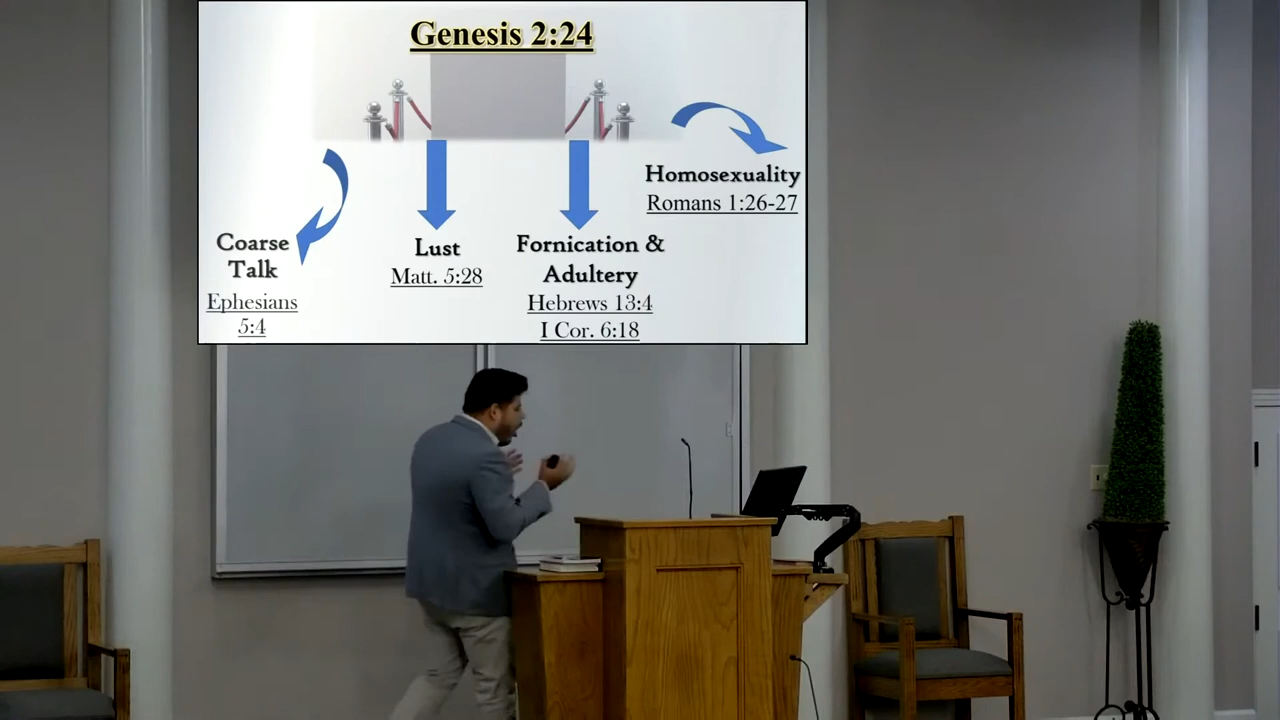 Genesis 2:24
Homosexuality
Romans 1:26-27
Coarse
Talk
Ephesians
5:4
Lust
Matt. 5:28
Fornication &
Adultery
Hebrews 13:4
I Cor. 6:18